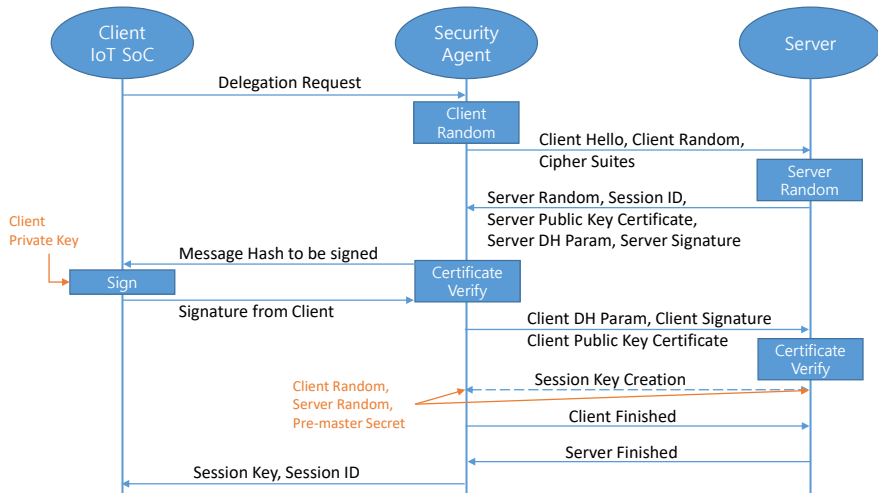 Client
IoT SoC
Security
Agent
Server
Delegation Request
Client
Random
Client Hello, Client Random,
Cipher Suites
Server
Random
Server Random, Session ID,
Server Public Key Certificate,
Server DH Param, Server Signature
Client
Private Key
Message Hash to be signed
Sign
Certificate
Verify
Signature from Client
Client DH Param, Client Signature
Client Public Key Certificate
Certificate
Verify
Session Key Creation
Client Random,
Server Random,
Pre-master Secret
Client Finished
Server Finished
Session Key, Session ID